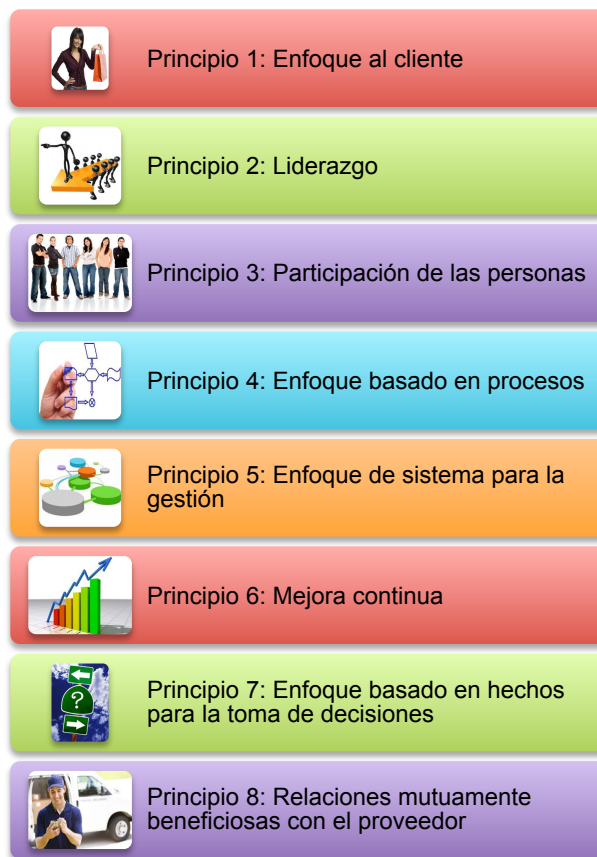 Principio 1: Enfoque al cliente
Principio 2: Liderazgo
Principio 3: Participación de las personas
Principio 4: Enfoque basado en procesos
Principio 5: Enfoque de sistema para la
gestión
Principio 6: Mejora continua
?
Principio 7: Enfoque basado en hechos
para la toma de decisiones
Principio 8: Relaciones mutuamente
beneficiosas con el proveedor